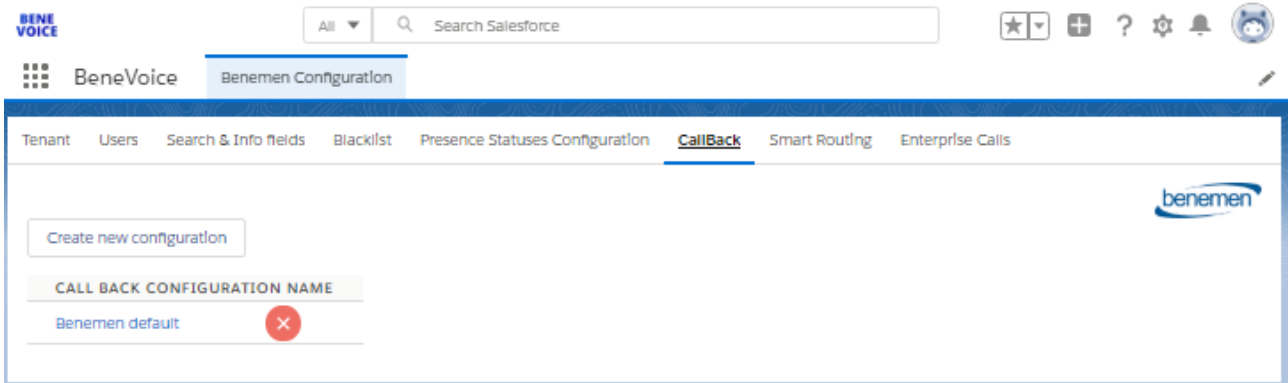 BENE
VOICE
All
Search Salesforce
BeneVoice
Benemen Configuration
Tenant Users Search & Info fields Blacklist Presence Statuses Configuration CallBack Smart Routing Enterprise Calls
benemen
Create new configuration
CALL BACK CONFIGURATION NAME
Benemen default